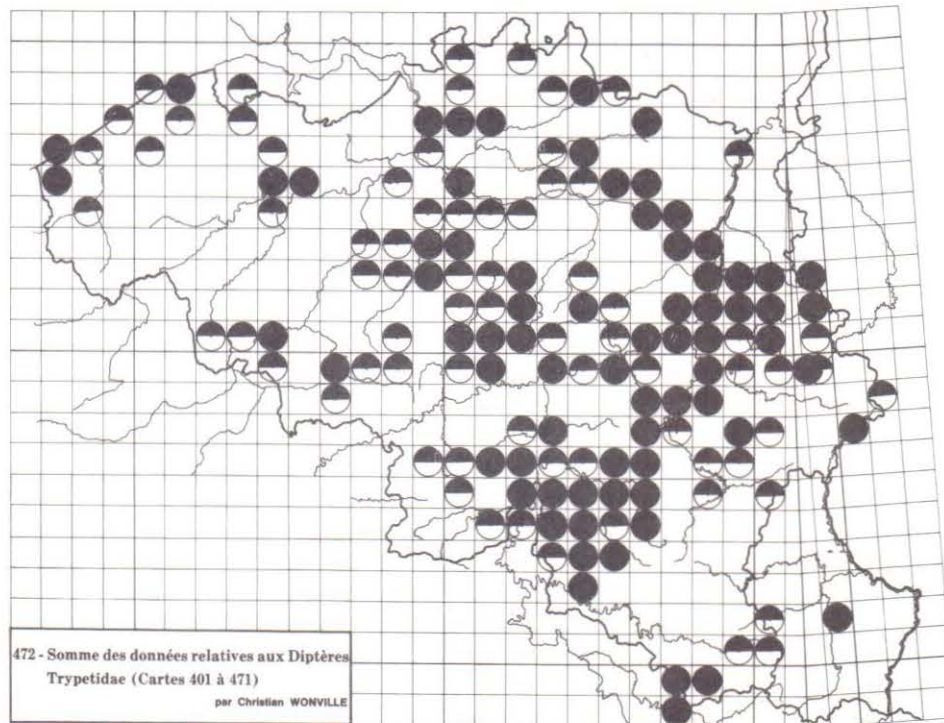 472 - Somme des données relatives aux Diptères
Trypetidae (Cartes 401 à 471)
par Christian WONVILLE